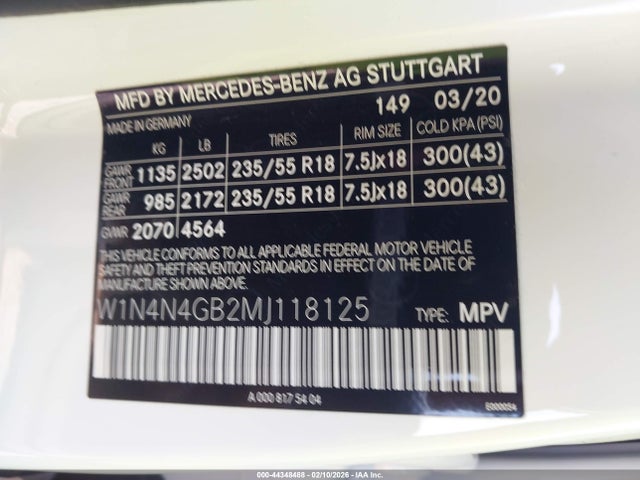 MFD BY MERCEDES-BENZ AG STUTTGART
149 03/20
MADE IN GERMANY
KG LB TIRES RIM SIZE COLD KPA (PSI)
GAWR FRONT 1135 2502 235/55 R18 7.5Jx18 300(43)
GAWR REAR 985 2172 235/55 R18 7.5Jx18 300(43)
GVWR 2070 4564
THIS VEHICLE CONFORMS TO ALL APPLICABLE FEDERAL MOTOR VEHICLE
SAFETY AND THEFT PREVENTION STANDARDS IN EFFECT ON THE DATE OF
MANUFACTURE SHOWN ABOVE.
W1N4N4GB2MJ118125 TYPE: MPV
A 000 817 54 04
000-44348468 - 02/10/2026 - IAAI.COM